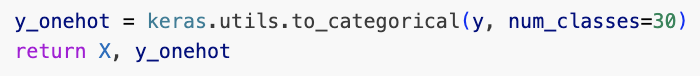 y_onehot = keras.utils.to_categorical(y, num_classes=30)
return X, y_onehot